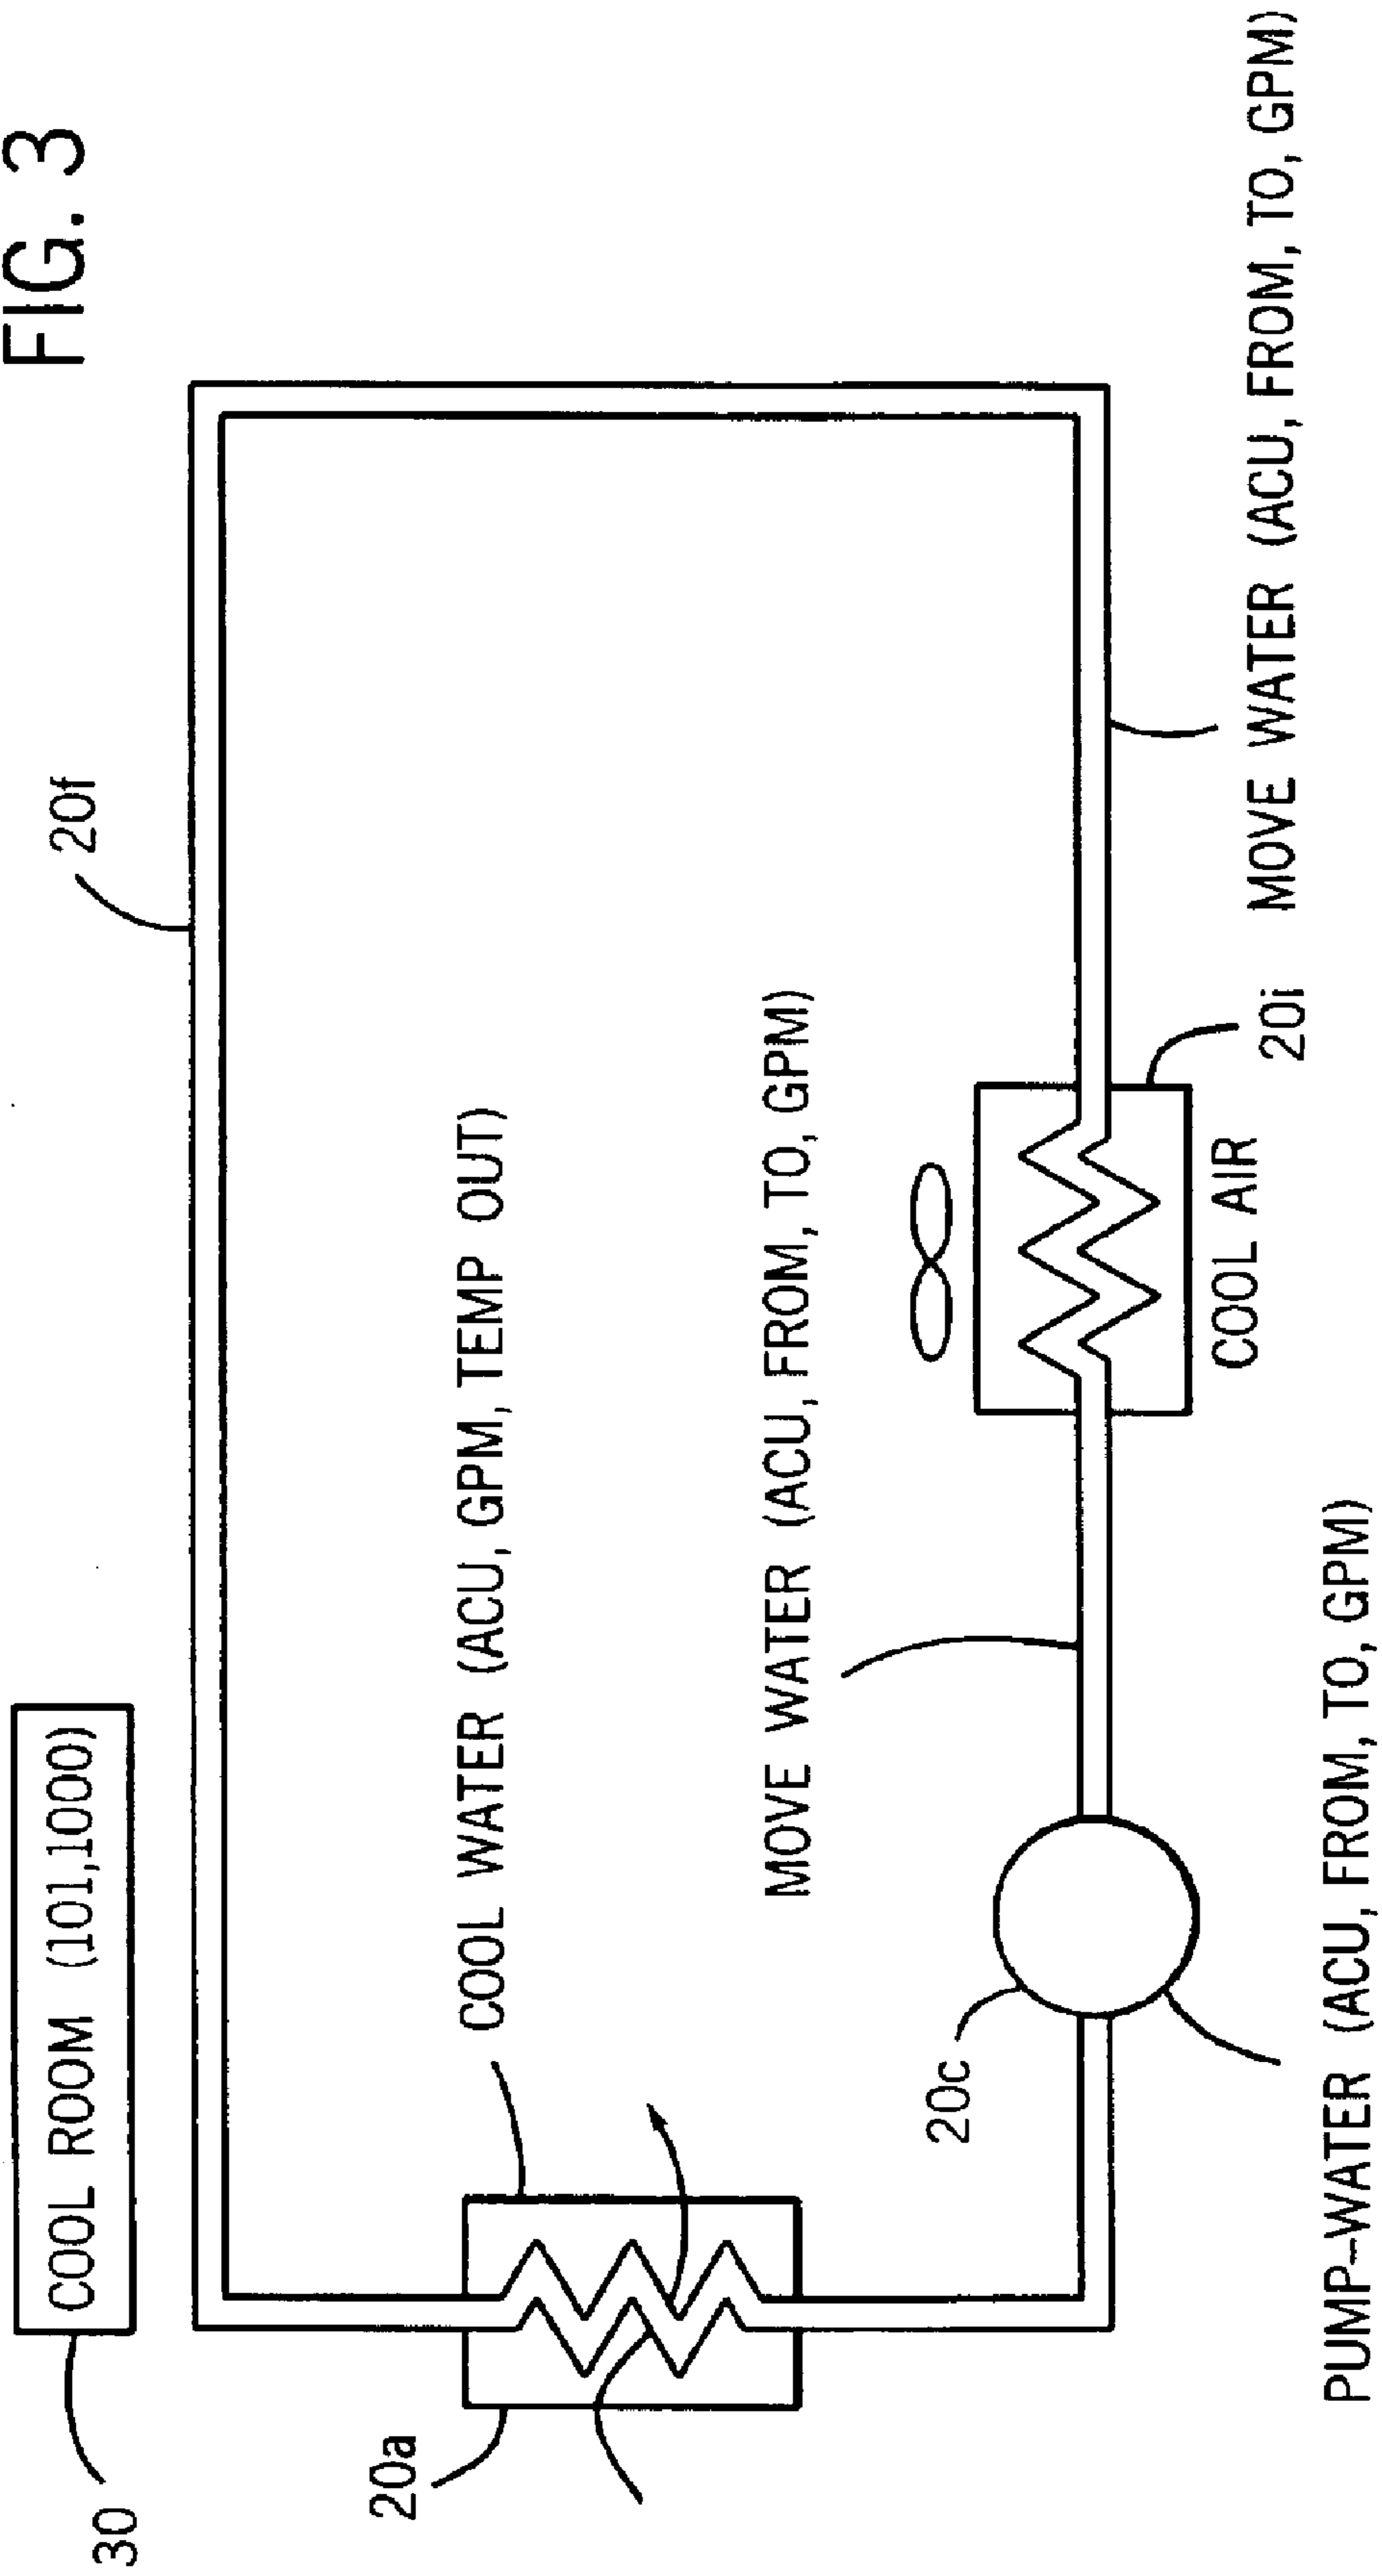 FIG. 3
30
COOL ROOM (101,1000)
20f
20a
COOL WATER (ACU, GPM, TEMP OUT)
MOVE WATER (ACU, FROM, TO, GPM)
20c
COOL AIR
20i
MOVE WATER (ACU, FROM, TO, GPM)
PUMP-WATER (ACU, FROM, TO, GPM)